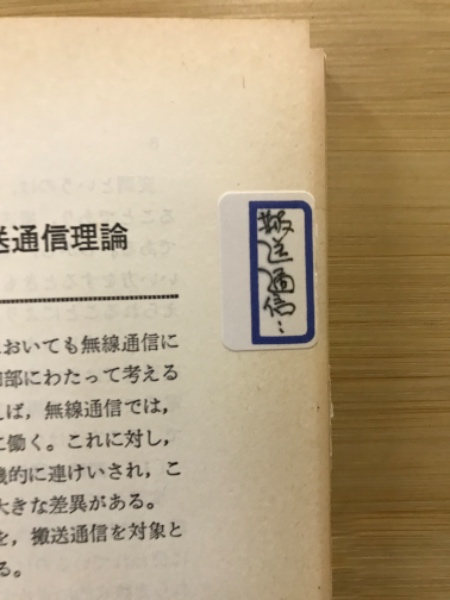 送通信理論
搬送通信…
おいても無線通信に
細部にわたって考える
えば，無線通信では，
に働く。これに対し，
機的に連けいされ，こ
大きな差異がある。
を，搬送通信を対象と
る。